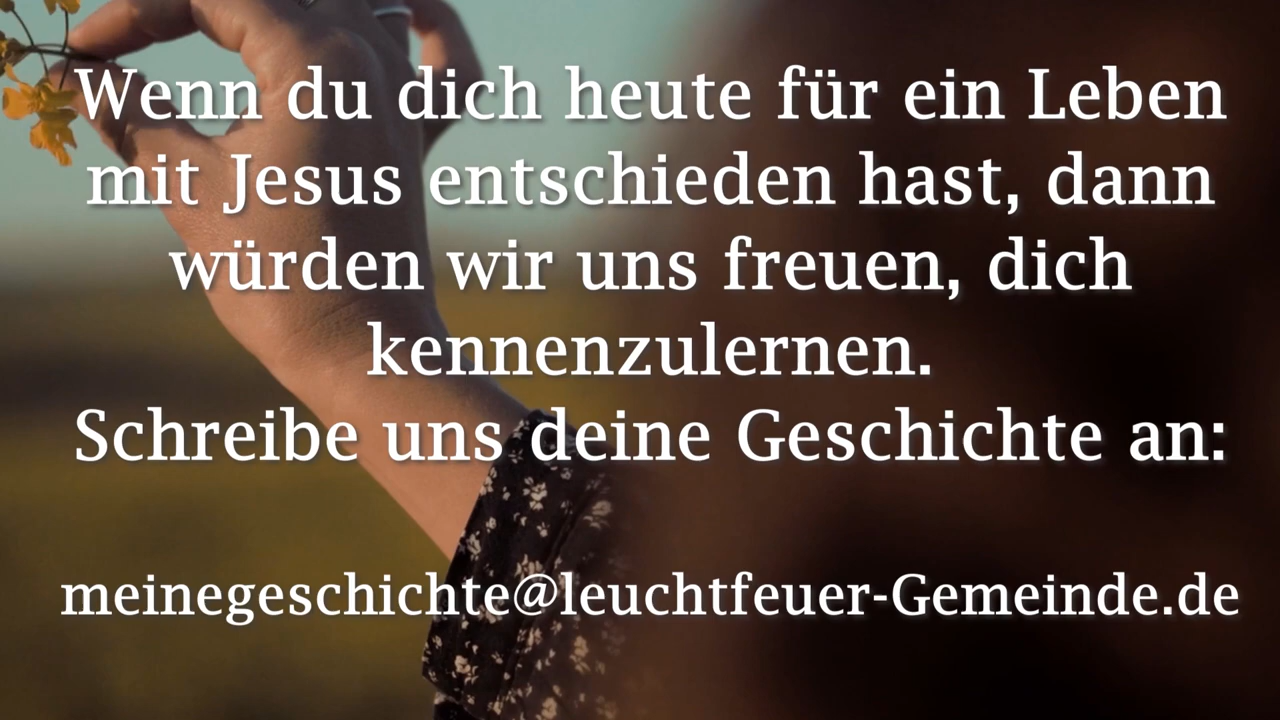 Wenn du dich heute für ein Leben
mit Jesus entschieden hast, dann
würden wir uns freuen, dich
kennenzulernen.
Schreibe uns deine Geschichte an:
meinegeschichte@leuchtfeuer-Gemeinde.de